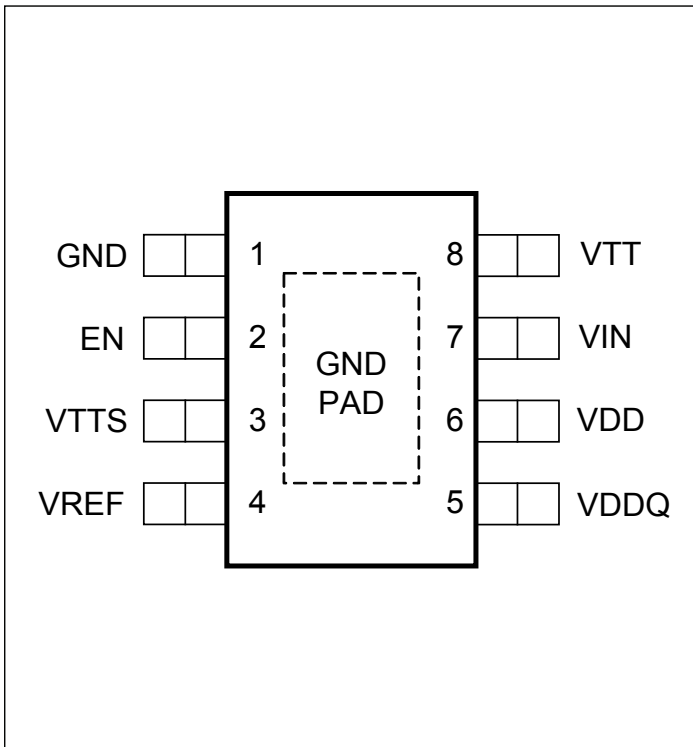 GND 1 8 VTT
EN 2 7 VIN
GND
PAD
VTTS 3 6 VDD
VREF 4 5 VDDQ